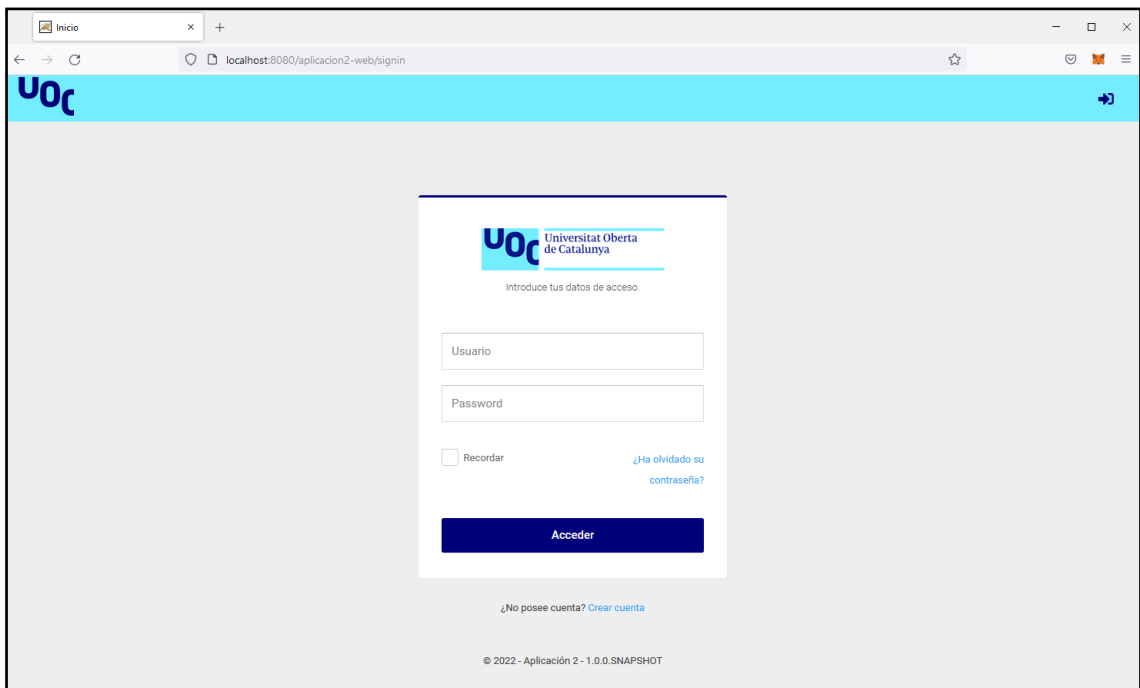 Inicio
localhost:8080/aplicacion2-web/signin
UOC
UOC
Universitat Oberta
de Catalunya
Introduce tus datos de acceso.
Usuario
Password
Recordar
¿Ha olvidado su
contraseña?
Acceder
¿No posee cuenta? Crear cuenta
© 2022 - Aplicación 2 - 1.0.0.SNAPSHOT